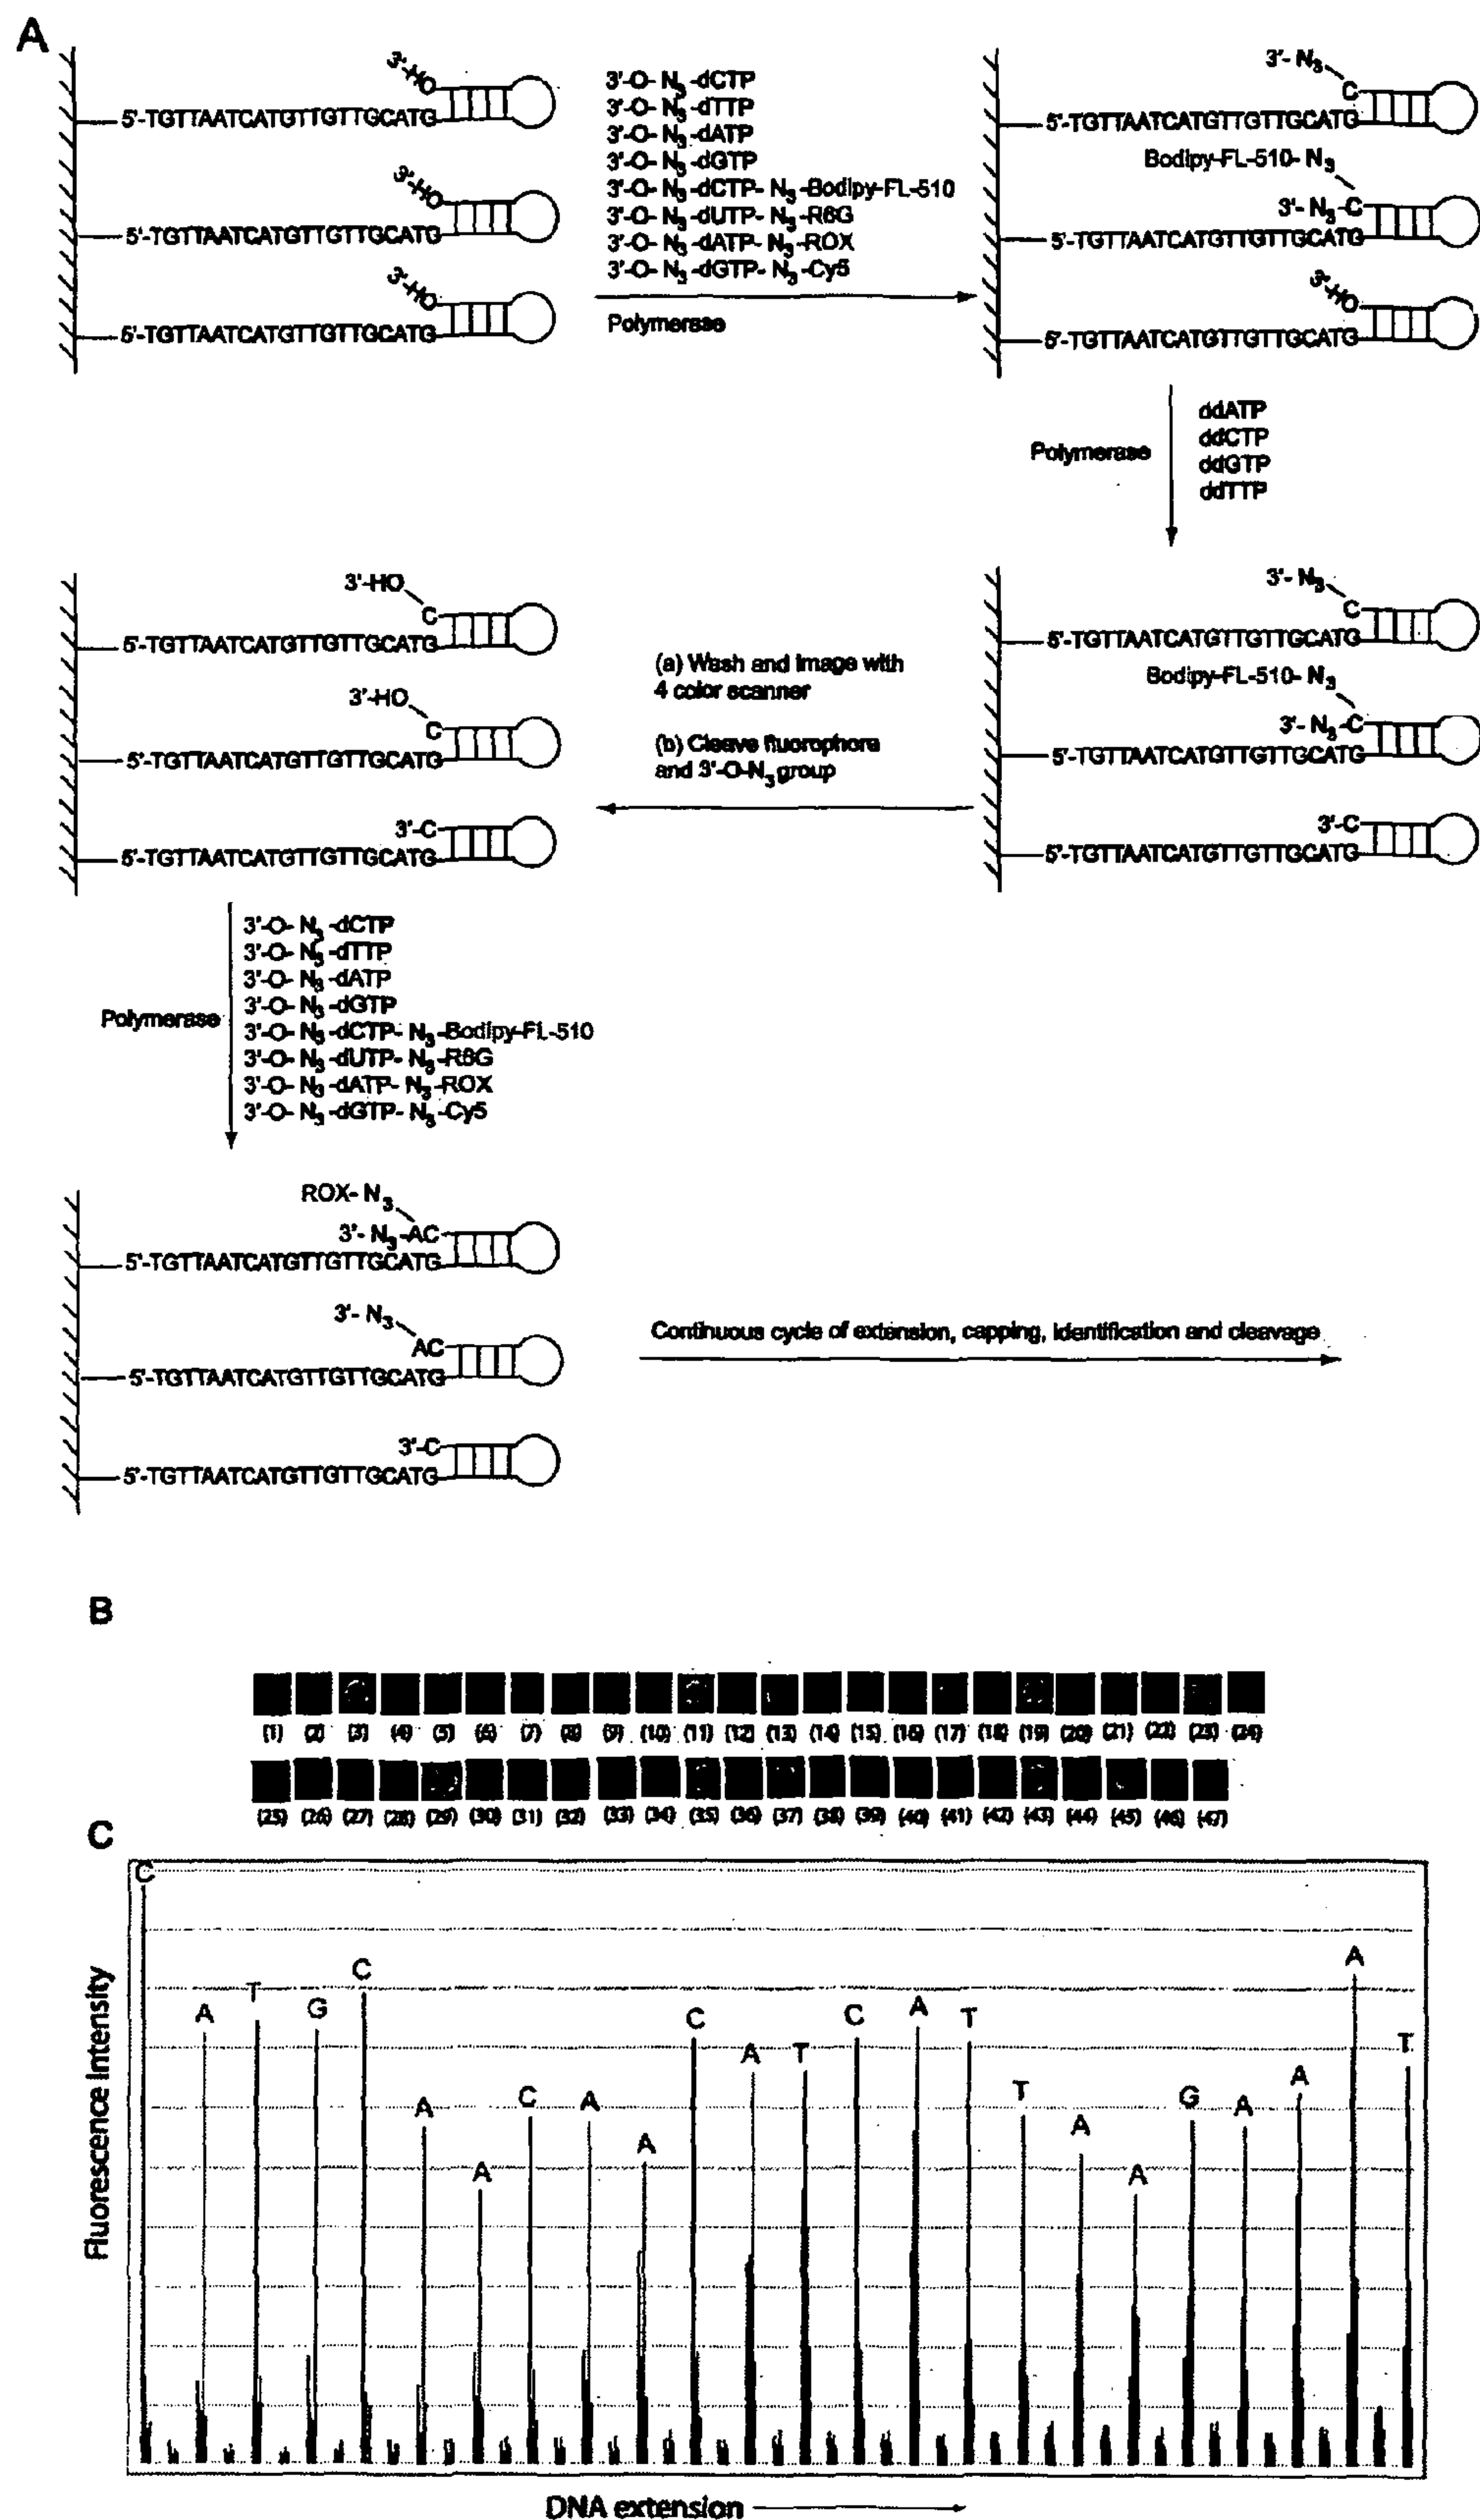 A
3'-HO
5'-TGTTAATCATGTTGTTGCATG
3'-HO
5'-TGTTAATCATGTTGTTGCATG
3'-HO
5'-TGTTAATCATGTTGTTGCATG
3'-O-N3-dCTP
3'-O-N3-dTTP
3'-O-N3-dATP
3'-O-N3-dGTP
3'-O-N3-dCTP-N3-Bodipy-FL-510
3'-O-N3-dUTP-N3-R6G
3'-O-N3-dATP-N3-ROX
3'-O-N3-dGTP-N3-Cy5
Polymerase
3'-N3
C
5'-TGTTAATCATGTTGTTGCATG
Bodipy-FL-510-N3
3'-N3-C
5'-TGTTAATCATGTTGTTGCATG
3'-HO
5'-TGTTAATCATGTTGTTGCATG
Polymerase
ddATP
ddCTP
ddGTP
ddTTP
3'-N3
C
5'-TGTTAATCATGTTGTTGCATG
Bodipy-FL-510-N3
3'-N3-C
5'-TGTTAATCATGTTGTTGCATG
3'-C
5'-TGTTAATCATGTTGTTGCATG
(a) Wash and image with
4 color scanner
(b) Cleave fluorophore
and 3'-O-N3 group
3'-HO
C
5'-TGTTAATCATGTTGTTGCATG
3'-HO
C
5'-TGTTAATCATGTTGTTGCATG
3'-C
5'-TGTTAATCATGTTGTTGCATG
Polymerase
3'-O-N3-dCTP
3'-O-N3-dTTP
3'-O-N3-dATP
3'-O-N3-dGTP
3'-O-N3-dCTP-N3-Bodipy-FL-510
3'-O-N3-dUTP-N3-R6G
3'-O-N3-dATP-N3-ROX
3'-O-N3-dGTP-N3-Cy5
ROX-N3
3'-N3-AC
5'-TGTTAATCATGTTGTTGCATG
3'-N3
AC
5'-TGTTAATCATGTTGTTGCATG
3'-C
5'-TGTTAATCATGTTGTTGCATG
Continuous cycle of extension, capping, identification and cleavage
B
(1) (2) (3) (4) (5) (6) (7) (8) (9) (10) (11) (12) (13) (14) (15) (16) (17) (18) (19) (20) (21) (22) (23) (24)
(25) (26) (27) (28) (29) (30) (31) (32) (33) (34) (35) (36) (37) (38) (39) (40) (41) (42) (43) (44) (45) (46) (47)
C
Fluorescence Intensity
C A T G C A A C A A C A T C A T T A A G A A A T
DNA extension